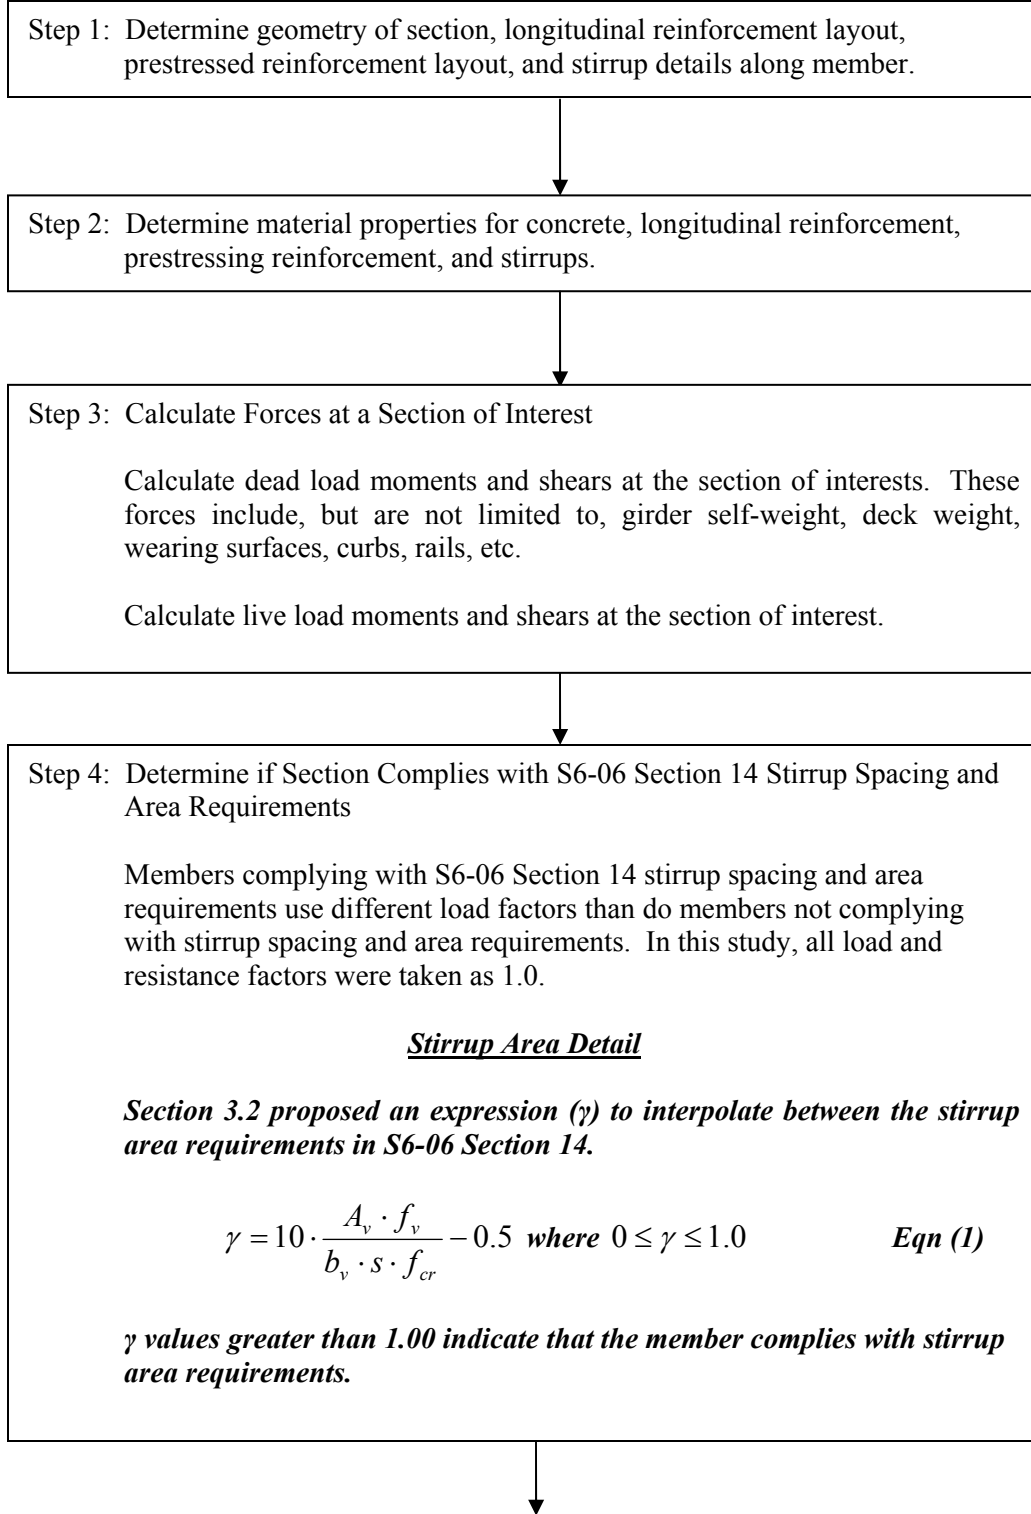 Step 1: Determine geometry of section, longitudinal reinforcement layout,
prestressed reinforcement layout, and stirrup details along member.
Step 2: Determine material properties for concrete, longitudinal reinforcement,
prestressing reinforcement, and stirrups.
Step 3: Calculate Forces at a Section of Interest
Calculate dead load moments and shears at the section of interests. These
forces include, but are not limited to, girder self-weight, deck weight,
wearing surfaces, curbs, rails, etc.
Calculate live load moments and shears at the section of interest.
Step 4: Determine if Section Complies with S6-06 Section 14 Stirrup Spacing and
Area Requirements
Members complying with S6-06 Section 14 stirrup spacing and area
requirements use different load factors than do members not complying
with stirrup spacing and area requirements. In this study, all load and
resistance factors were taken as 1.0.
Stirrup Area Detail
Section 3.2 proposed an expression (γ) to interpolate between the stirrup
area requirements in S6-06 Section 14.
γ = 10 · \frac{A_v · f_v}{b_v · s · f_{cr}} − 0.5 where 0 ≤ γ ≤ 1.0 Eqn (1)
γ values greater than 1.00 indicate that the member complies with stirrup
area requirements.